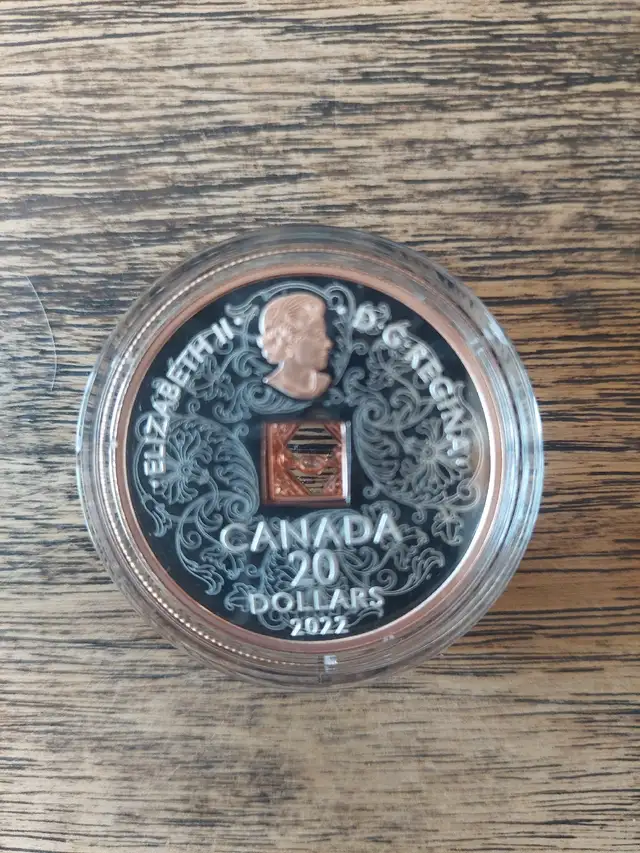 ELIZABETH II · D · G · REGINA
CANADA
20
DOLLARS
2022